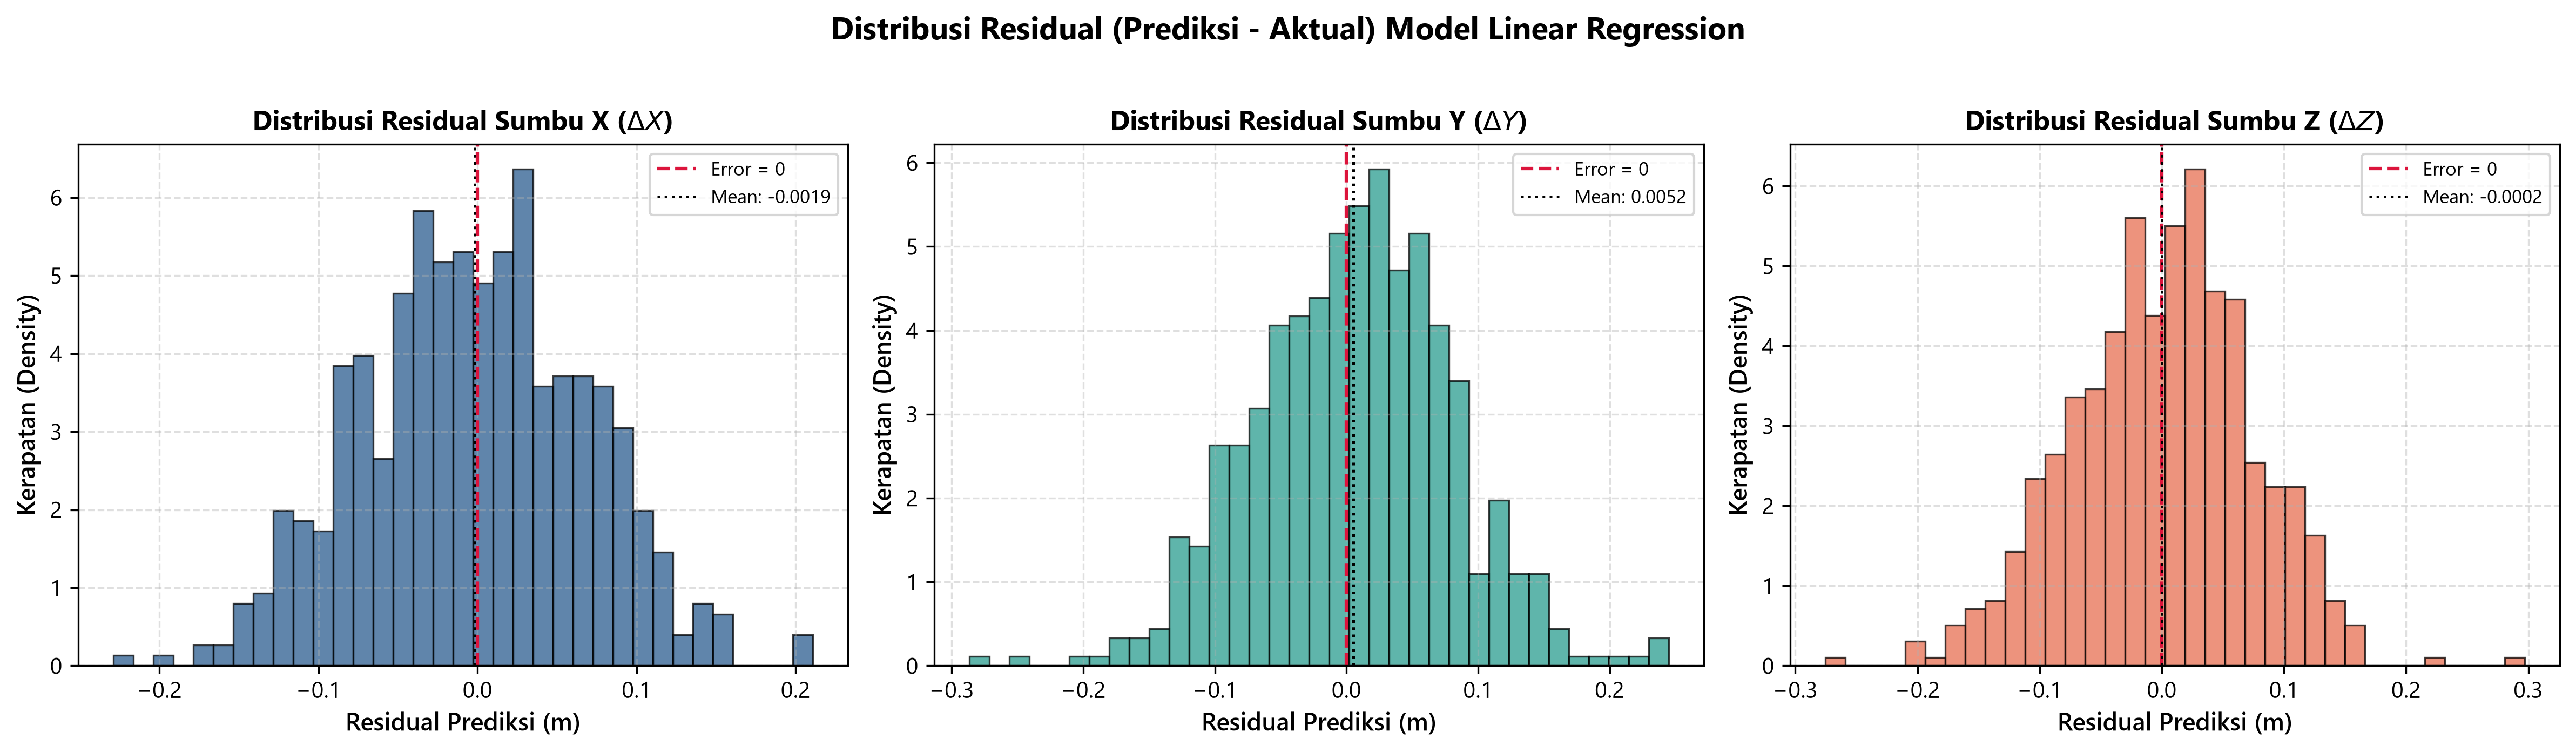 Distribusi Residual (Prediksi - Aktual) Model Linear Regression
Distribusi Residual Sumbu X (ΔX)
Error = 0
Mean: -0.0019
Kerapatan (Density)
6
5
4
3
2
1
0
−0.2 −0.1 0.0 0.1 0.2
Residual Prediksi (m)
Distribusi Residual Sumbu Y (ΔY)
Error = 0
Mean: 0.0052
Kerapatan (Density)
6
5
4
3
2
1
0
−0.3 −0.2 −0.1 0.0 0.1 0.2
Residual Prediksi (m)
Distribusi Residual Sumbu Z (ΔZ)
Error = 0
Mean: -0.0002
Kerapatan (Density)
6
5
4
3
2
1
0
−0.3 −0.2 −0.1 0.0 0.1 0.2 0.3
Residual Prediksi (m)